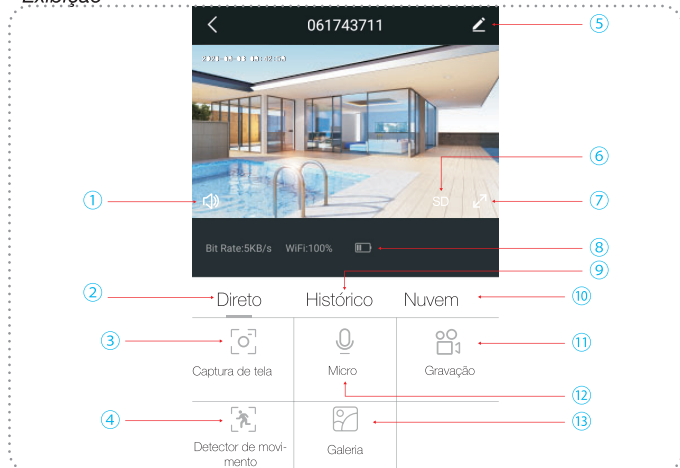 Exibição
061743711
⑤
⑥
SD
①
⑦
Bit Rate:5KB/s WiFi:100%
⑧
⑨
②
Direto Histórico Nuvem
⑩
③
⑪
Captura de tela Micro Gravação
⑫
④
⑬
Detector de movi-
mento
Galeria